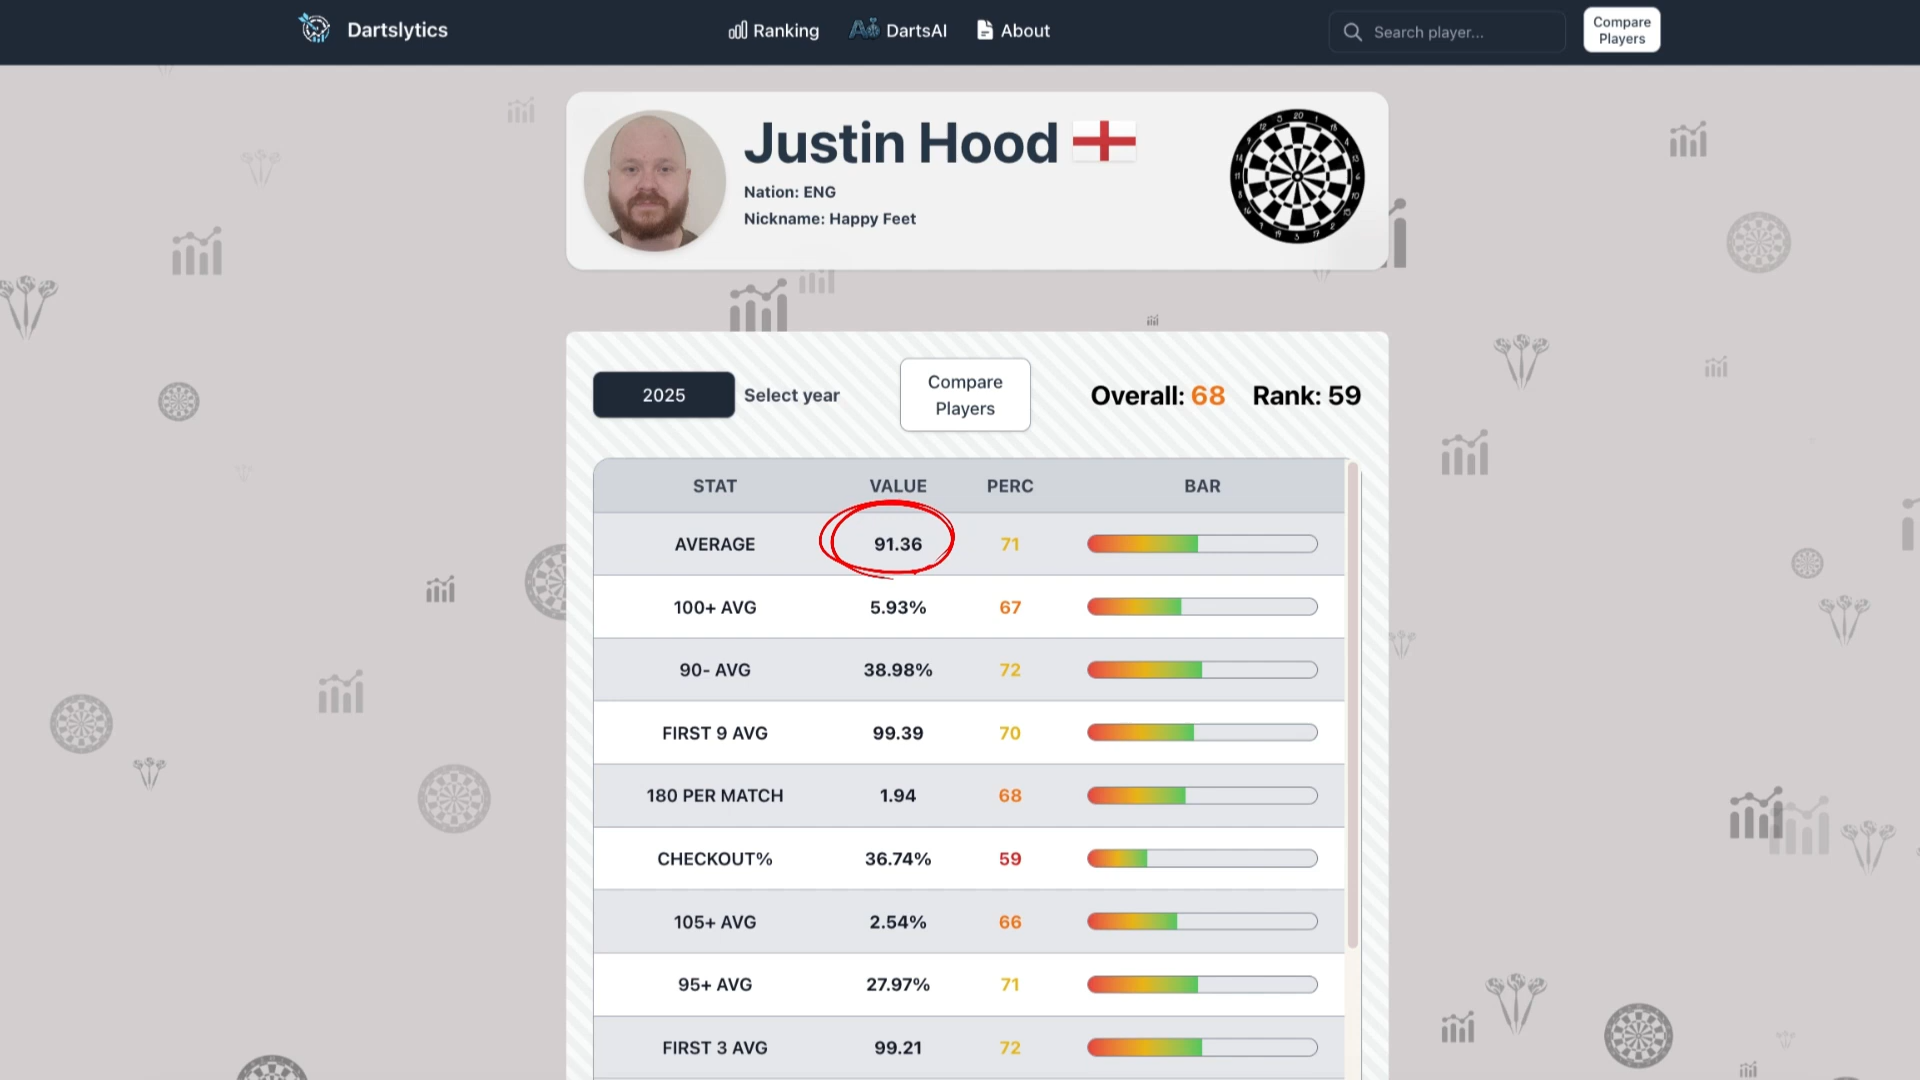 Dartslytics
Ranking
DartsAI
About
Search player...
Compare
Players
Justin Hood
Nation: ENG
Nickname: Happy Feet
2025
Select year
Compare
Players
Overall: 68
Rank: 59
STAT VALUE PERC BAR
AVERAGE 91.36 71
100+ AVG 5.93% 67
90- AVG 38.98% 72
FIRST 9 AVG 99.39 70
180 PER MATCH 1.94 68
CHECKOUT% 36.74% 59
105+ AVG 2.54% 66
95+ AVG 27.97% 71
FIRST 3 AVG 99.21 72